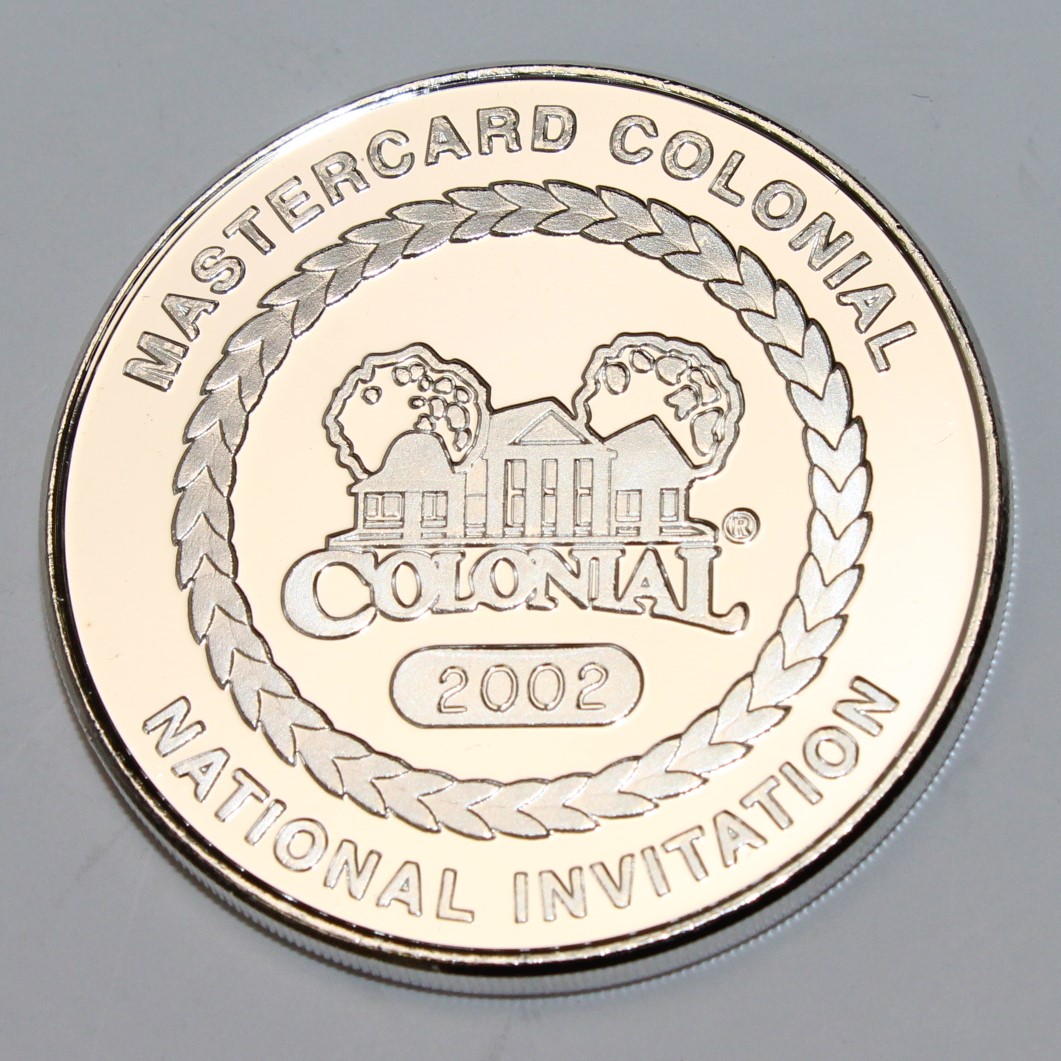 MASTERCARD COLONIAL
COLONIAL®
2002
NATIONAL INVITATION